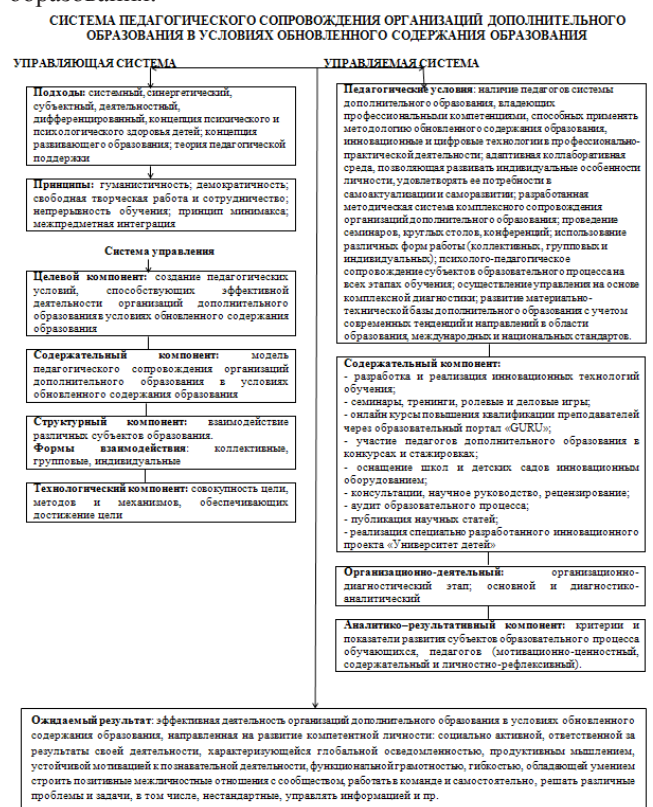 образования.
СИСТЕМА ПЕДАГОГИЧЕСКОГО СОПРОВОЖДЕНИЯ ОРГАНИЗАЦИЙ ДОПОЛНИТЕЛЬНОГО
ОБРАЗОВАНИЯ В УСЛОВИЯХ ОБНОВЛЕННОГО СОДЕРЖАНИЯ ОБРАЗОВАНИЯ
УПРАВЛЯЮЩАЯ СИСТЕМА
Подходы: системный, синергетический,
субъектный, деятельностный,
дифференцированный, концепция психического и
психологического здоровья детей; концепция
развивающего образования; теория педагогической
поддержки
Принципы: гуманистичность; демократичность;
свободная творческая работа и сотрудничество;
непрерывность обучения; принцип минимакса;
межпредметная интеграция
Система управления
Целевой компонент: создание педагогических
условий, способствующих эффективной
деятельности организаций дополнительного
образования в условиях обновленного содержания
образования
Содержательный компонент: модель
педагогического сопровождения организаций
дополнительного образования в условиях
обновленного содержания образования
Структурный компонент: взаимодействие
различных субъектов образования.
Формы взаимодействия: коллективные,
групповые, индивидуальные
Технологический компонент: совокупность цели,
методов и механизмов, обеспечивающих
достижение цели
УПРАВЛЯЕМАЯ СИСТЕМА
Педагогические условия: наличие педагогов системы
дополнительного образования, владеющих
профессиональными компетенциями, способных применять
методологию обновленного содержания образования,
инновационные и цифровые технологии в профессионально-
практической деятельности; адаптивная коллаборативная
среда, позволяющая развивать индивидуальные особенности
личности, удовлетворять ее потребности в
самоактуализации и саморазвитии; разработанная
методическая система комплексного сопровождения
организаций дополнительного образования; проведение
семинаров, круглых столов, конференций; использование
различных форм работы (коллективных, групповых и
индивидуальных); психолого-педагогическое
сопровождение субъектов образовательного процесса на
всех этапах обучения; осуществление управления на основе
комплексной диагностики; развитие материально-
технической базы дополнительного образования с учетом
современных тенденций и направлений в области
образования, международных и национальных стандартов.
Содержательный компонент:
- разработка и реализация инновационных технологий
обучения;
- семинары, тренинги, ролевые и деловые игры;
- онлайн курсы повышения квалификации преподавателей
через образовательный портал «GURU»;
- участие педагогов дополнительного образования в
конкурсах и стажировках;
- оснащение школ и детских садов инновационным
оборудованием;
- консультации, научное руководство, рецензирование;
- аудит образовательного процесса;
- публикация научных статей;
- реализация специально разработанного инновационного
проекта «Университет детей»
Организационно-деятельный: организационно-
диагностический этап; основной и диагностико-
аналитический
Аналитико–результативный компонент: критерии и
показатели развития субъектов образовательного процесса
обучающихся, педагогов (мотивационно-ценностный,
содержательный и личностно-рефлексивный).
Ожидаемый результат: эффективная деятельность организаций дополнительного образования в условиях обновленного
содержания образования, направленная на развитие компетентной личности: социально активной, ответственной за
результаты своей деятельности, характеризующейся глобальной осведомленностью, продуктивным мышлением,
устойчивой мотивацией к познавательной деятельности, функциональной грамотностью, гибкостью, обладающей умением
строить позитивные межличностные отношения с сообществом, работать в команде и самостоятельно, решать различные
проблемы и задачи, в том числе, нестандартные, управлять информацией и пр.